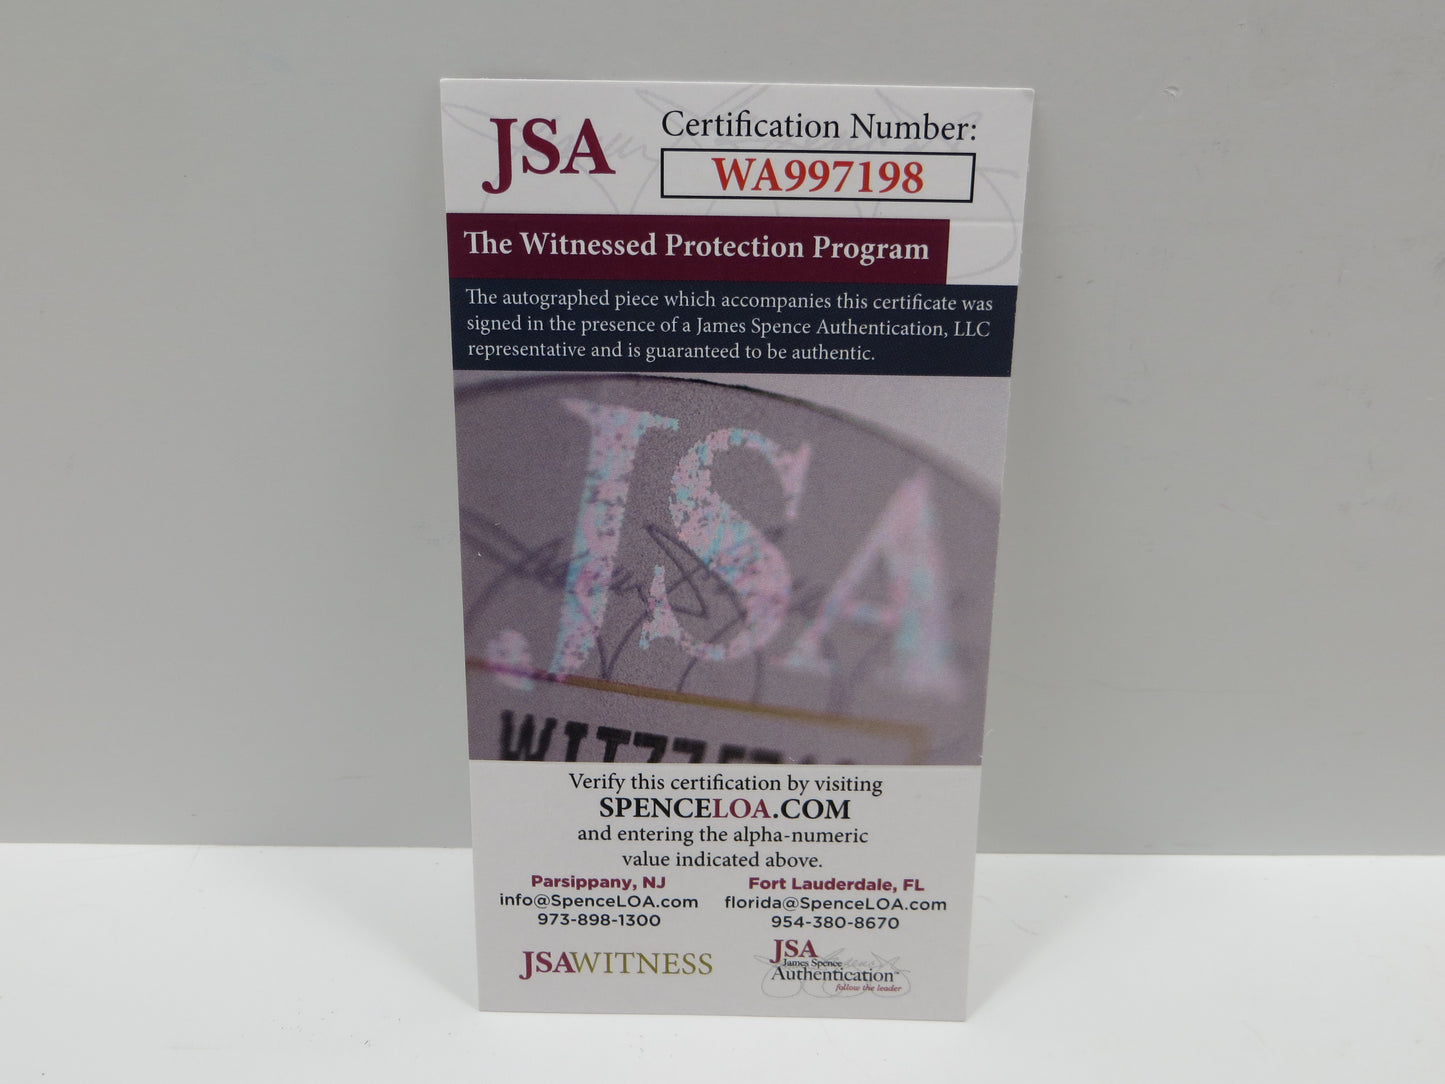 JSA
Certification Number:
WA997198
The Witnessed Protection Program
The autographed piece which accompanies this certificate was
signed in the presence of a James Spence Authentication, LLC
representative and is guaranteed to be authentic.
JSA
Verify this certification by visiting
SPENCELOA.COM
and entering the alpha-numeric
value indicated above.
Parsippany, NJ
info@SpenceLOA.com
973-898-1300
Fort Lauderdale, FL
florida@SpenceLOA.com
954-380-8670
JSAWITNESS
JSA
James Spence
Authentication™
follow the leader